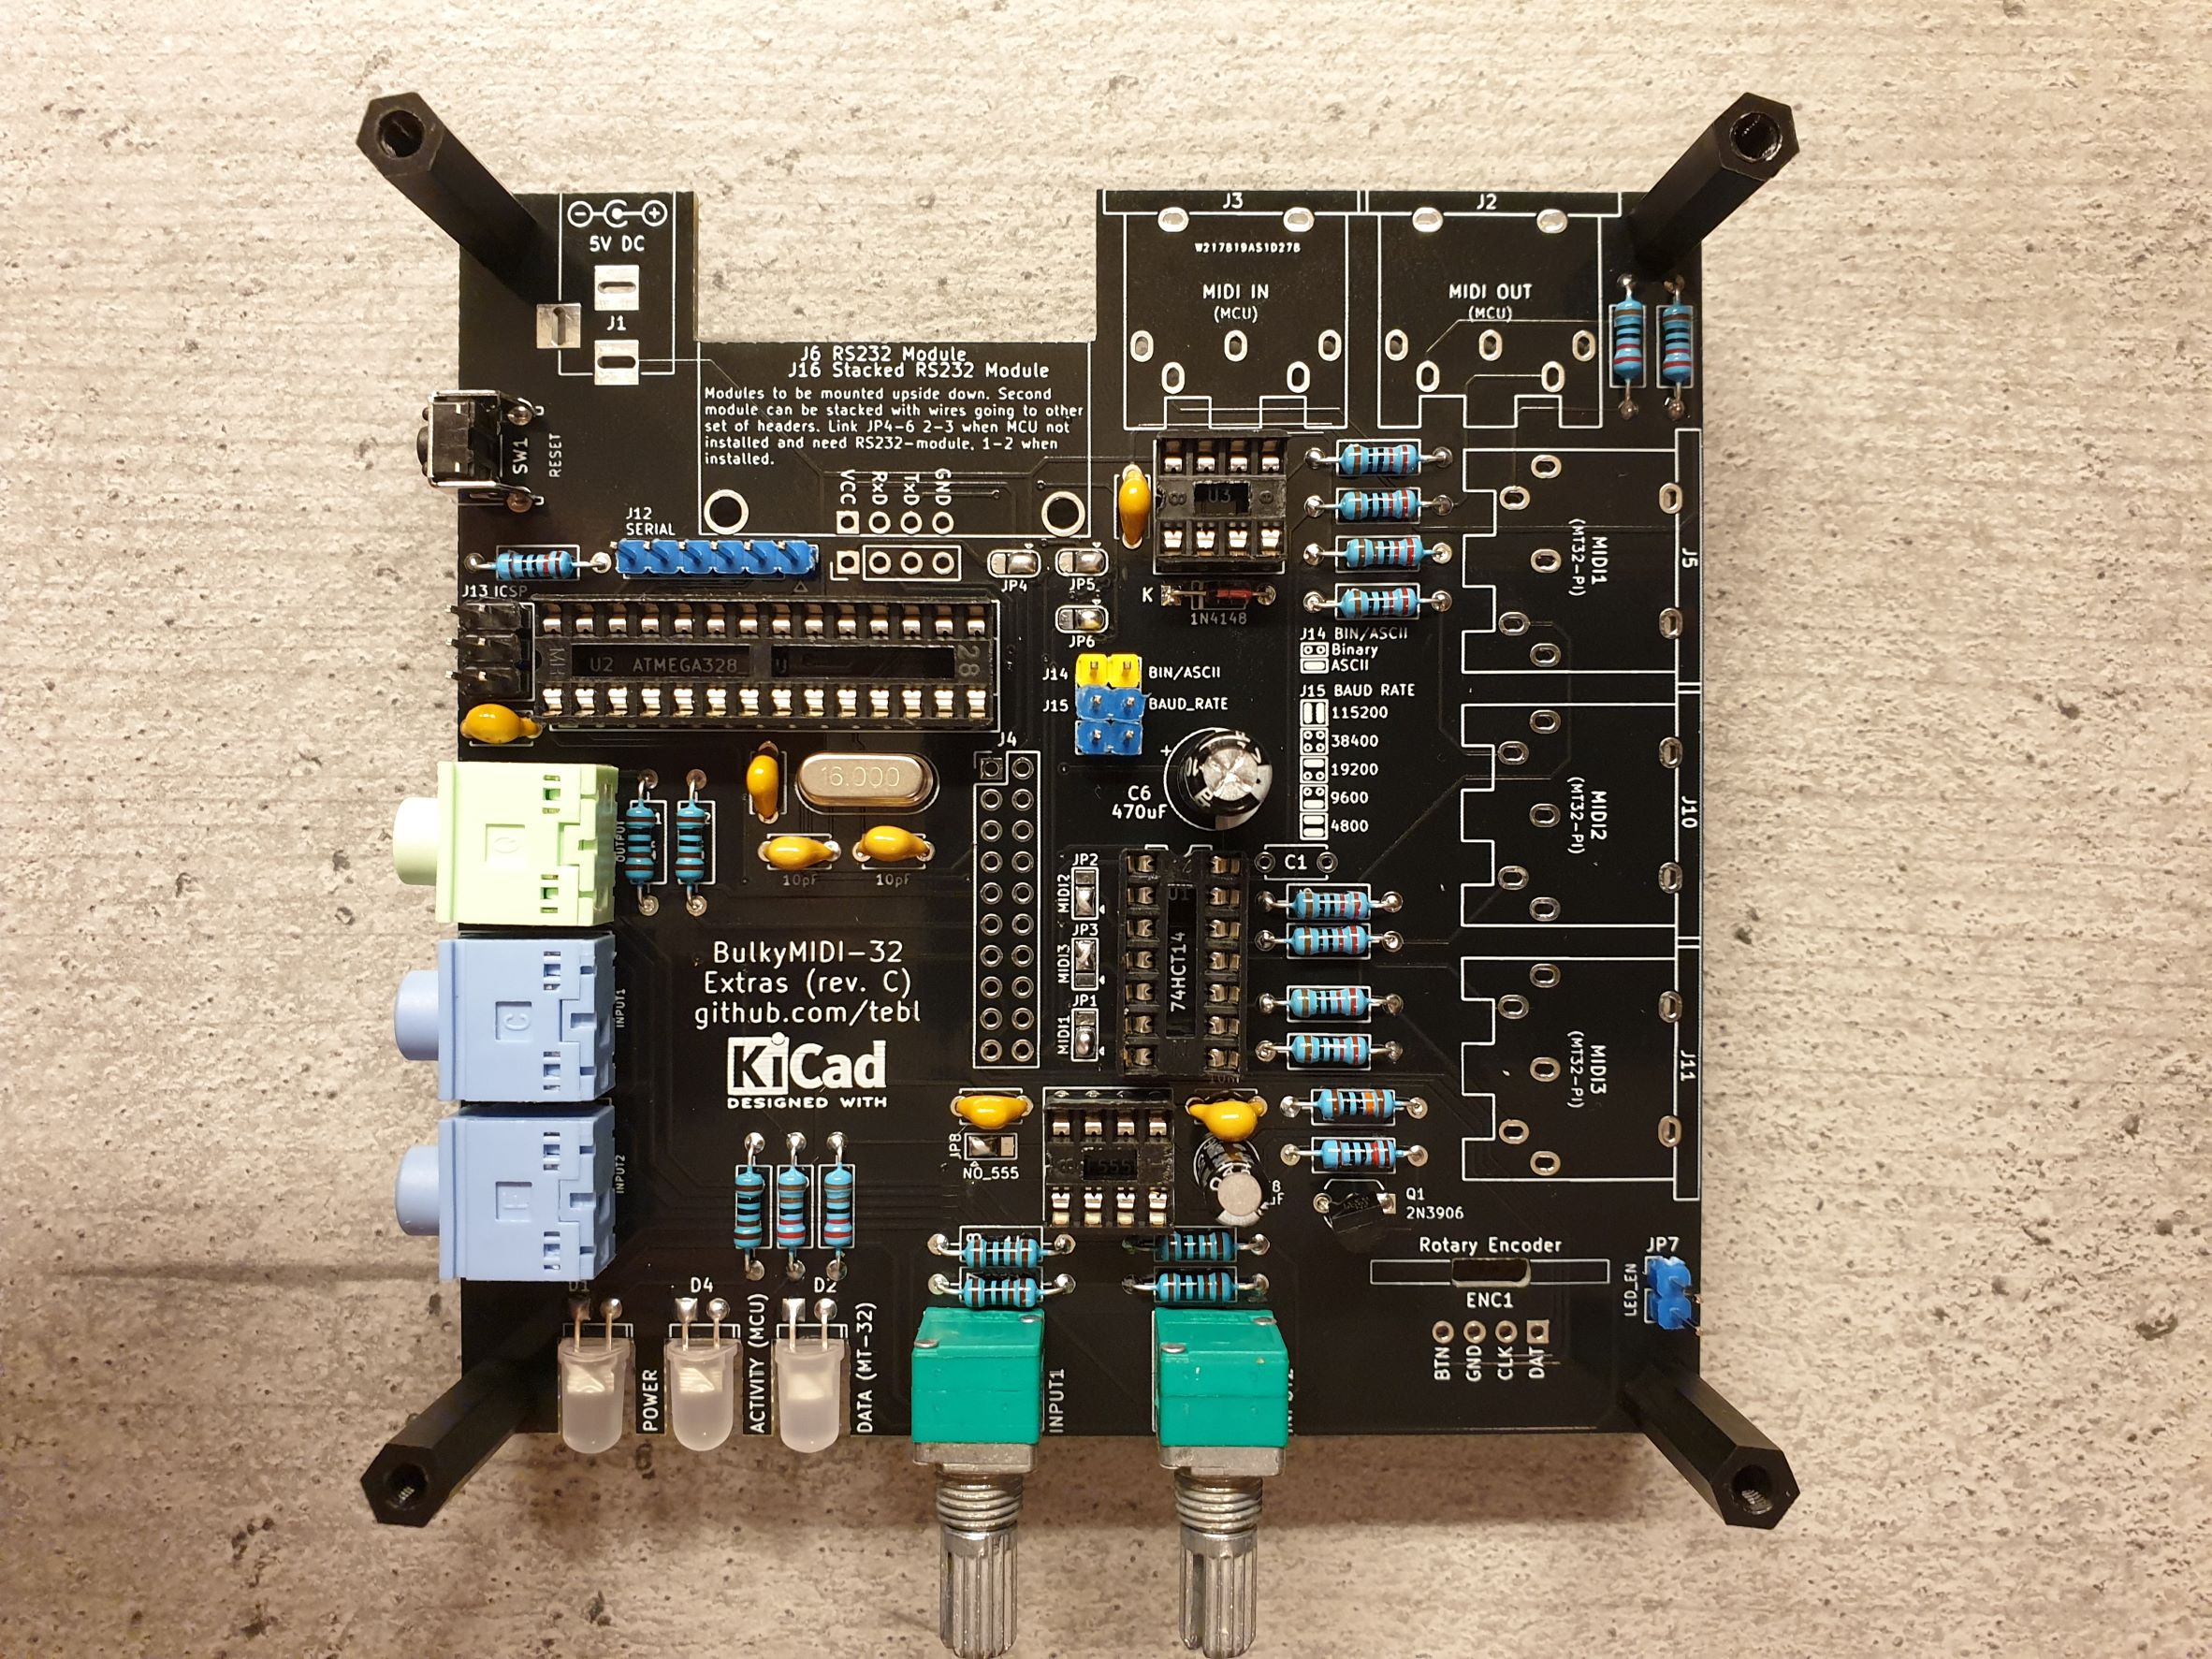 5V DC
J1
J3
W217819AS1D278
MIDI IN
(MCU)
J2
MIDI OUT
(MCU)
J6 RS232 Module
J16 Stacked RS232 Module
Modules to be mounted upside down. Second
module can be stacked with wires going to other
set of headers. Link JP4-6 2-3 when MCU not
installed and need RS232-module, 1-2 when
installed.
VCC
RxD
TxD
GND
SW1
RESET
J12
SERIAL
J13 ICSP
JP4
JP5
JP6
U3
K
1N4148
U2 ATMEGA328
28
J5
MIDI1
(MT32-PI)
J14 BIN/ASCII
Binary
ASCII
J15 BAUD RATE
115200
38400
19200
9600
4800
J14
BIN/ASCII
J15
BAUD_RATE
J10
MIDI2
(MT32-PI)
16.000
J4
+
C6
470uF
OUTPUT
10pF
10pF
C1
JP2
MIDI2
JP3
MIDI3
JP1
MIDI1
U1
74HCT14
J11
MIDI3
(MT32-PI)
BulkyMIDI-32
Extras (rev. C)
github.com/tebl
KiCad
DESIGNED WITH
INPUT1
INPUT2
JP8
NO_555
Q1
2N3906
Rotary Encoder
ENC1
JP7
LED_EN
BTN
GND
CLK
DAT
D4
D2
POWER
ACTIVITY (MCU)
DATA (MT-32)
INPUT1